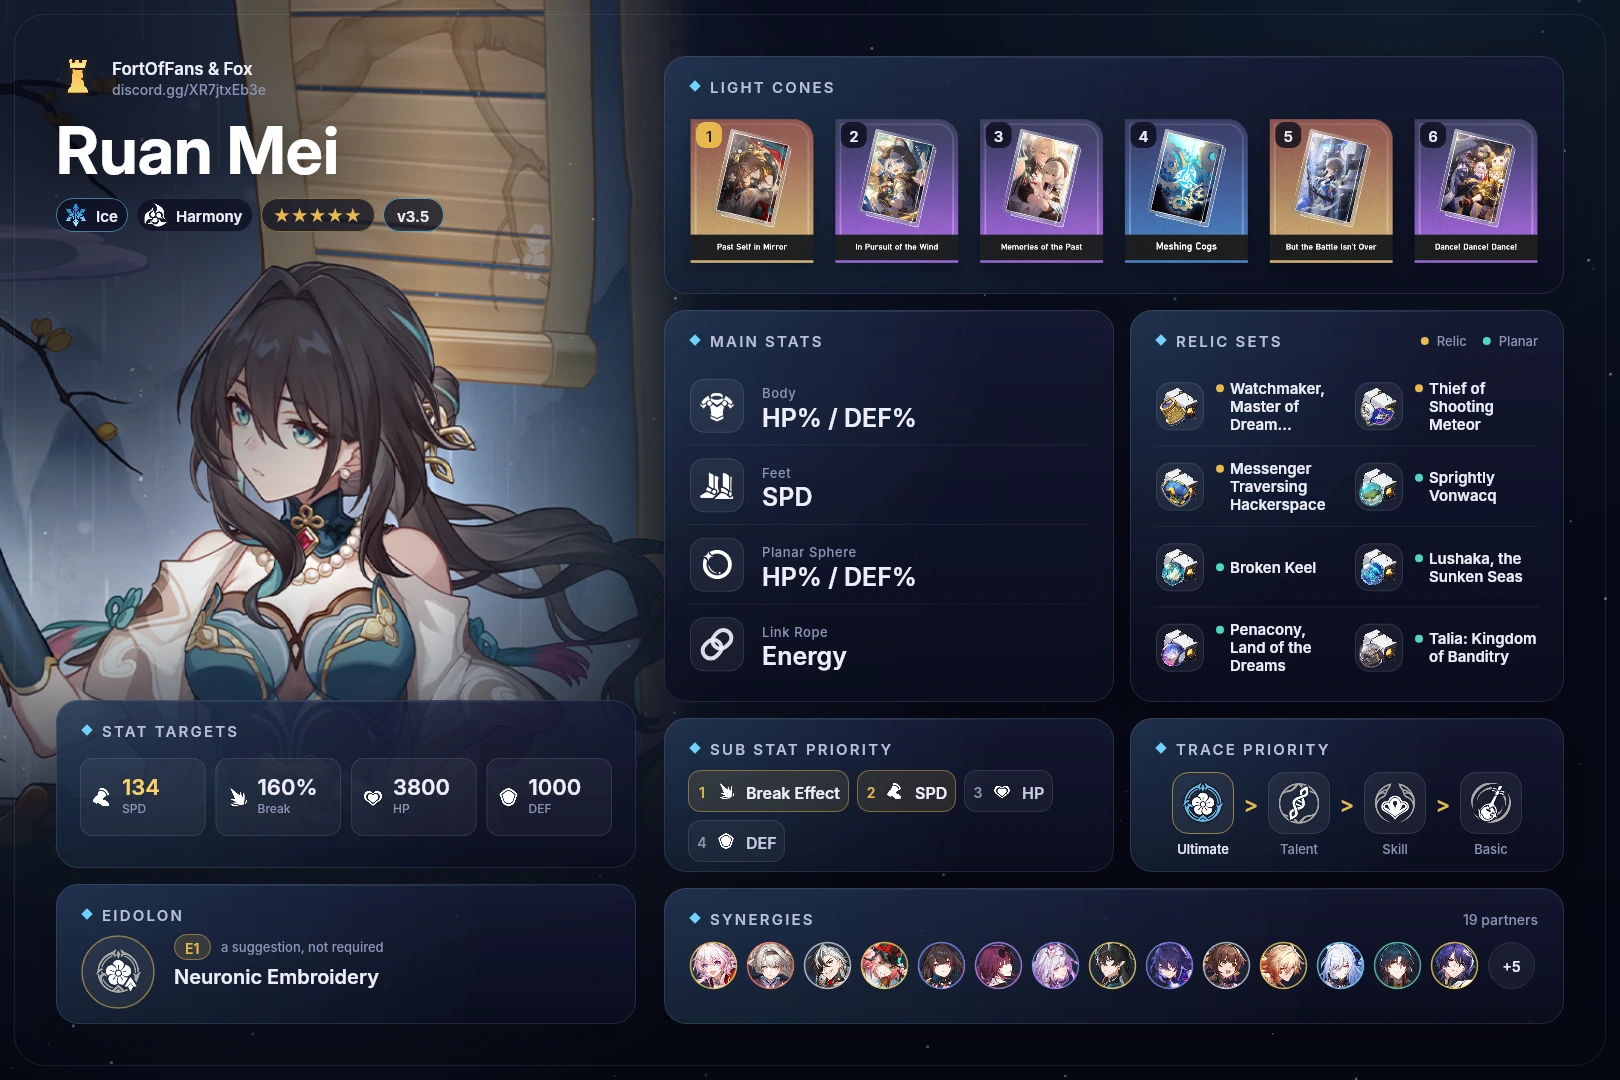 FortOfFans & Fox
discord.gg/XR7jtxEb3e
Ruan Mei
Ice
Harmony
★★★★★
v3.5
STAT TARGETS
134
SPD
160%
Break
3800
HP
1000
DEF
EIDOLON
E1
a suggestion, not required
Neuronic Embroidery
LIGHT CONES
1
Past Self in Mirror
2
In Pursuit of the Wind
3
Memories of the Past
4
Meshing Cogs
5
But the Battle Isn't Over
6
Dance! Dance! Dance!
MAIN STATS
Body
HP% / DEF%
Feet
SPD
Planar Sphere
HP% / DEF%
Link Rope
Energy
RELIC SETS
Relic
Planar
Watchmaker,
Master of
Dream...
Thief of
Shooting
Meteor
Messenger
Traversing
Hackerspace
Sprightly
Vonwacq
Broken Keel
Lushaka, the
Sunken Seas
Penacony,
Land of the
Dreams
Talia: Kingdom
of Banditry
SUB STAT PRIORITY
1 Break Effect
2 SPD
3 HP
4 DEF
TRACE PRIORITY
> > >
Ultimate
Talent
Skill
Basic
SYNERGIES
19 partners
+5